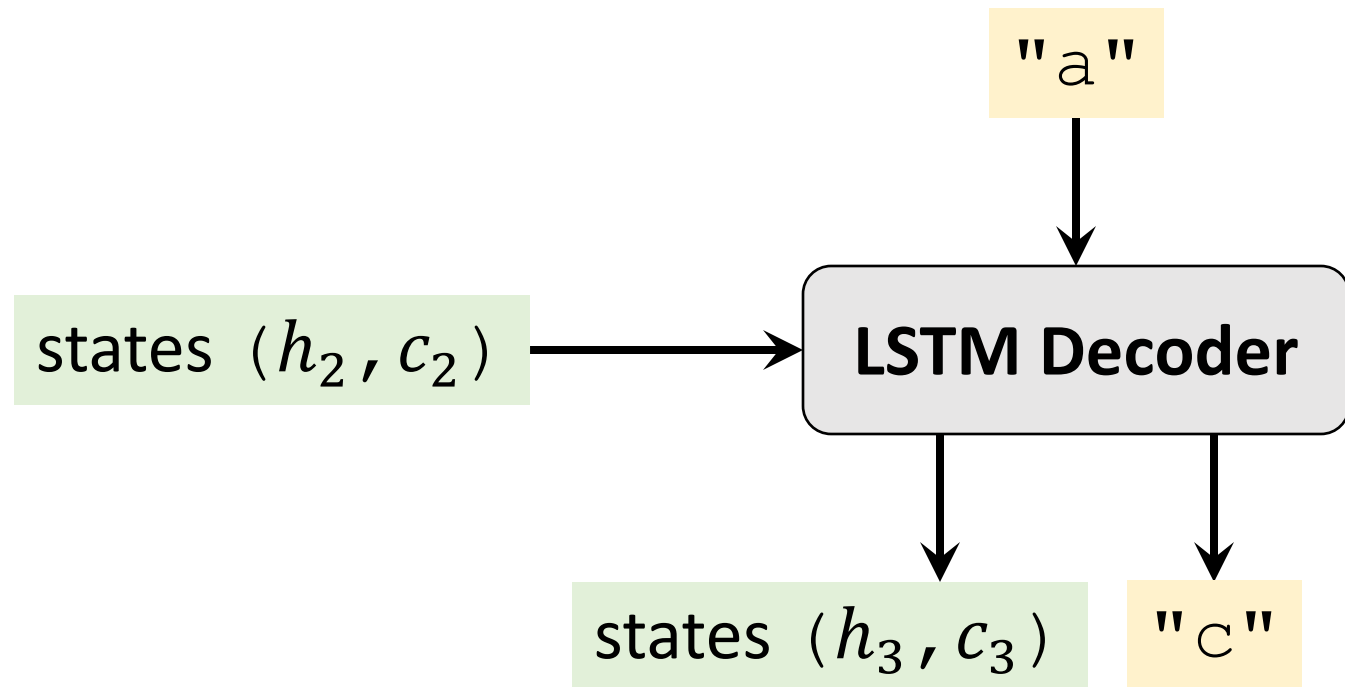 "a"
states (h₂, c₂)
LSTM Decoder
states (h₃, c₃)
"c"